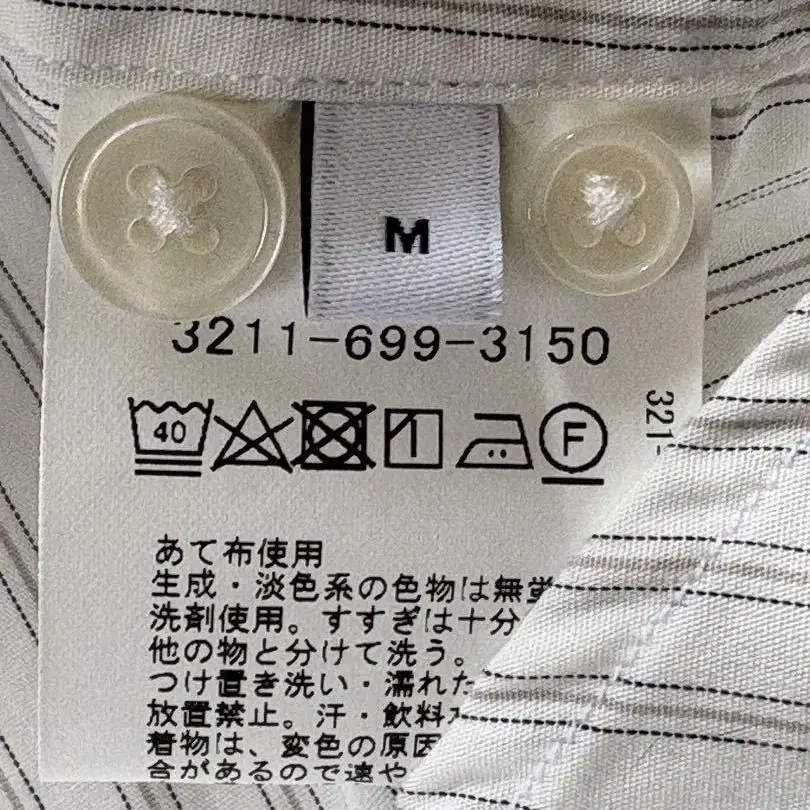 M
3211-699-3150
40
F
321-
あて布使用
生成・淡色系の色物は無蛍
洗剤使用。すすぎは十分
他の物と分けて洗う。
つけ置き洗い・濡れた
放置禁止。汗・飲料
着物は、変色の原因
合があるので速や